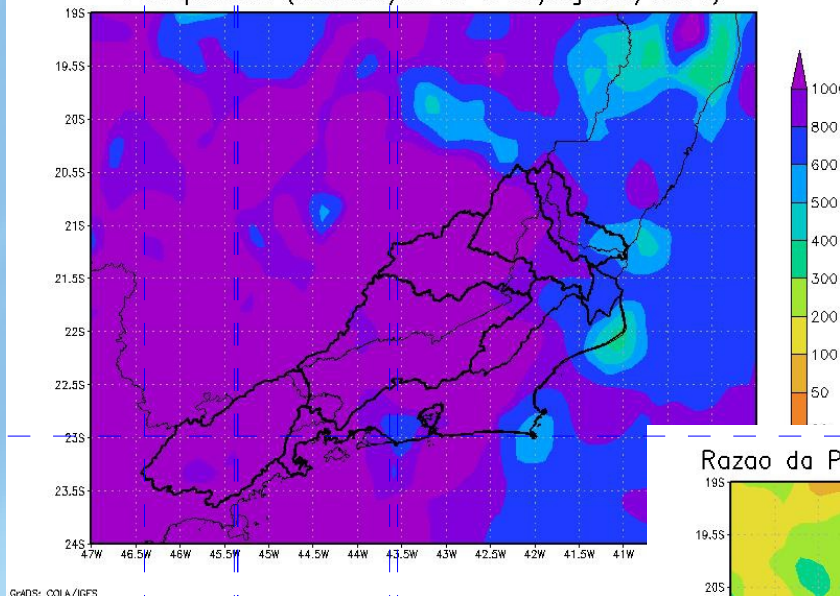 19S
19.5S
20S
20.5S
21S
21.5S
22S
22.5S
23S
23.5S
24S
47W 46.5W 46W 45.5W 45W 44.5W 44W 43.5W 43W 42.5W 42W 41.5W 41W
1000
800
600
500
400
300
200
100
50
GrADS: COLA/IGES
Razao da P
19S
19.5S
20S